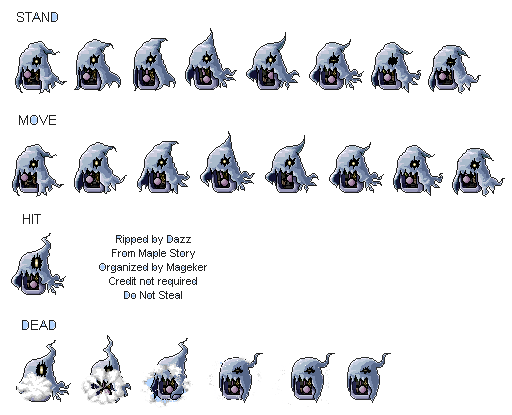 STAND
MOVE
HIT
Ripped by Dazz
From Maple Story
Organized by Mageker
Credit not required
Do Not Steal
DEAD